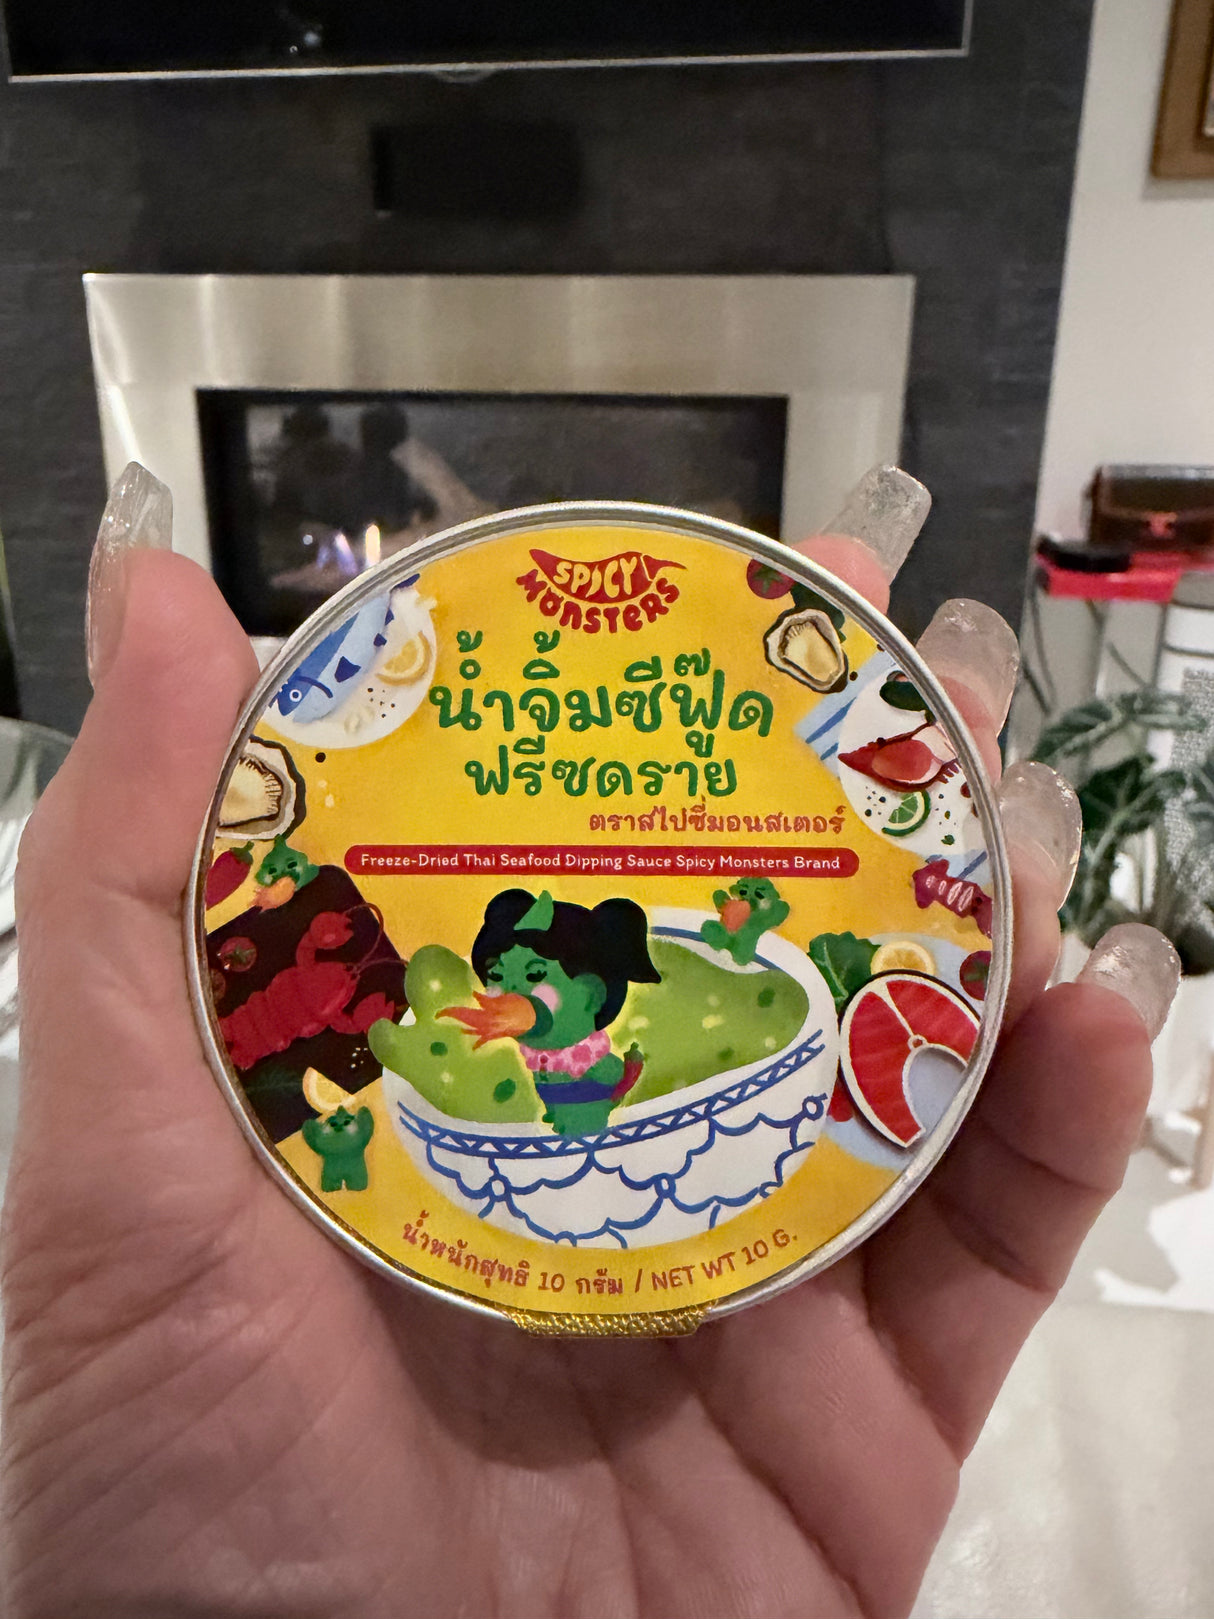 SPICY
MONSTERS
น้ำจิ้มซีฟู๊ด
ฟรีซดราย
ตราสไปซี่มอนสเตอร์
Freeze-Dried Thai Seafood Dipping Sauce Spicy Monsters Brand
น้ำหนักสุทธิ 10 กรัม / NET WT 10 G.